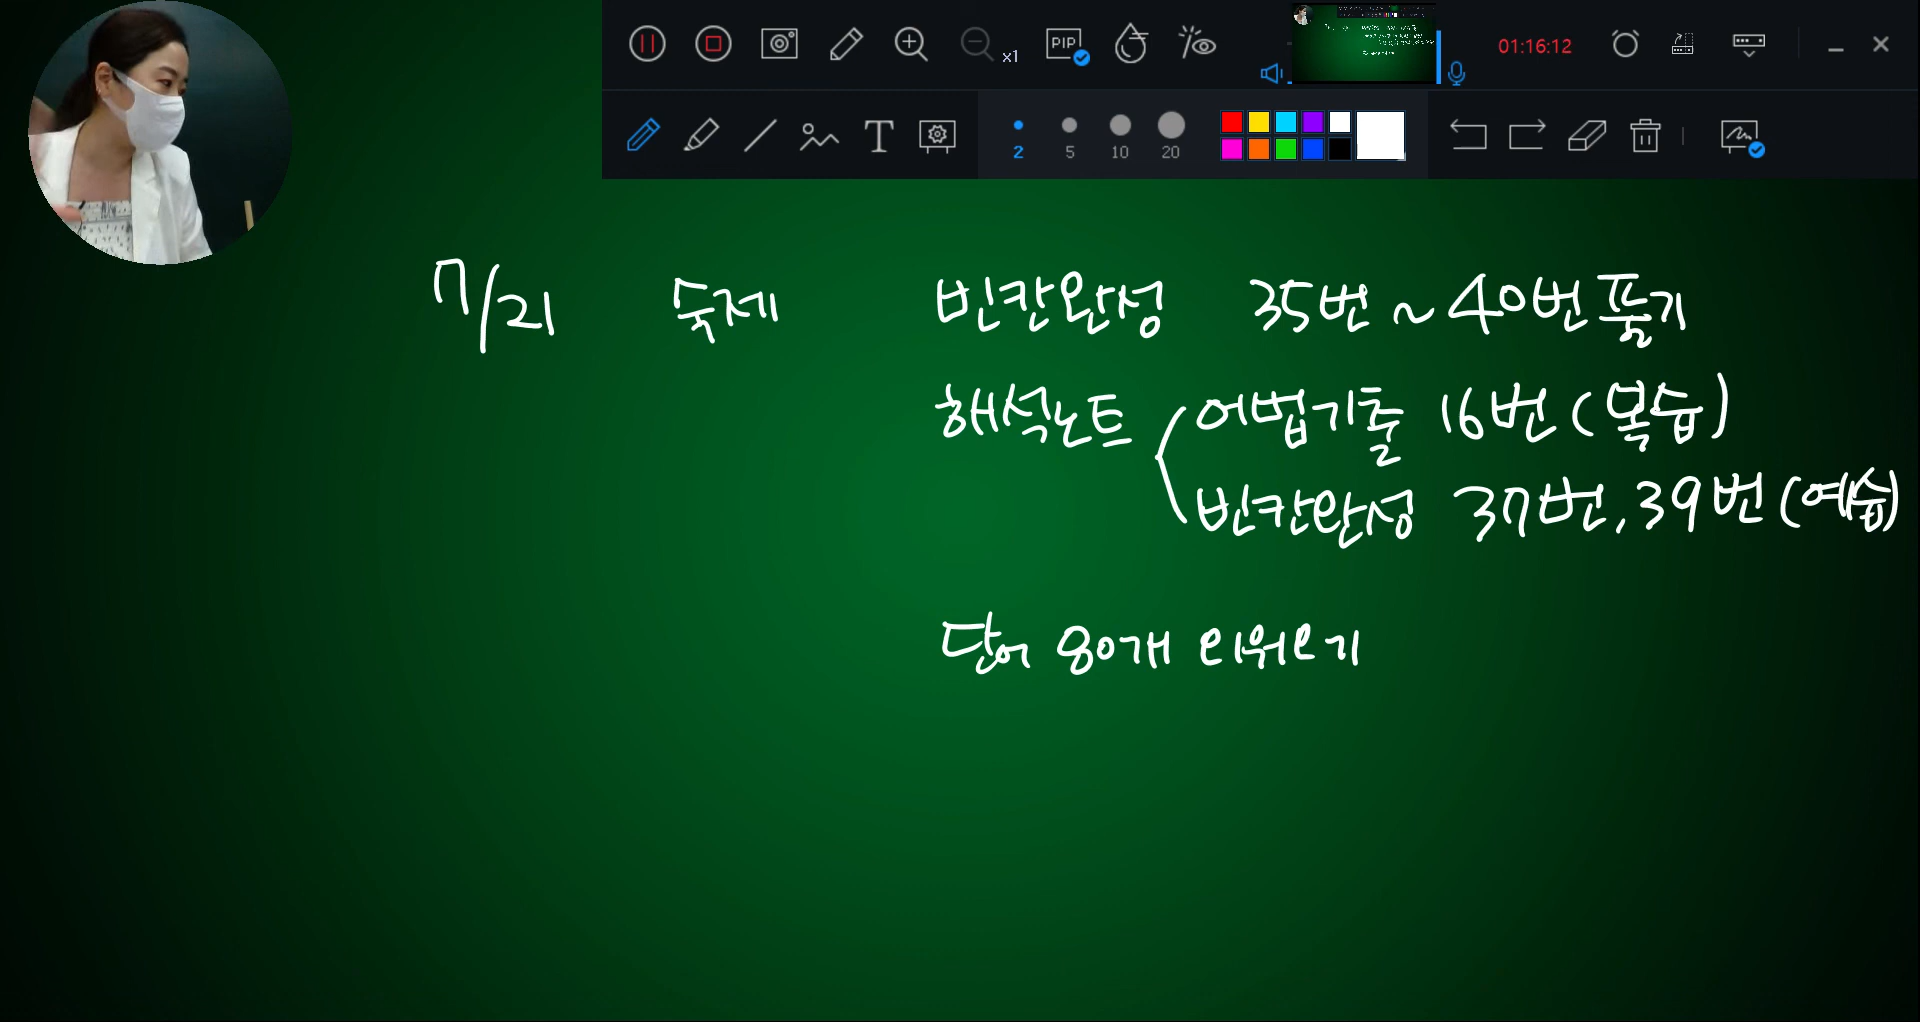 x1
PIP
01:16:12
T
2 5 10 20
7/21 숙제 빈칸완성 35번 ~ 40번 풀기
해석노트 어법기출 16번 (복습)
빈칸완성 37번, 39번 (예습)
단어 80개 외워오기